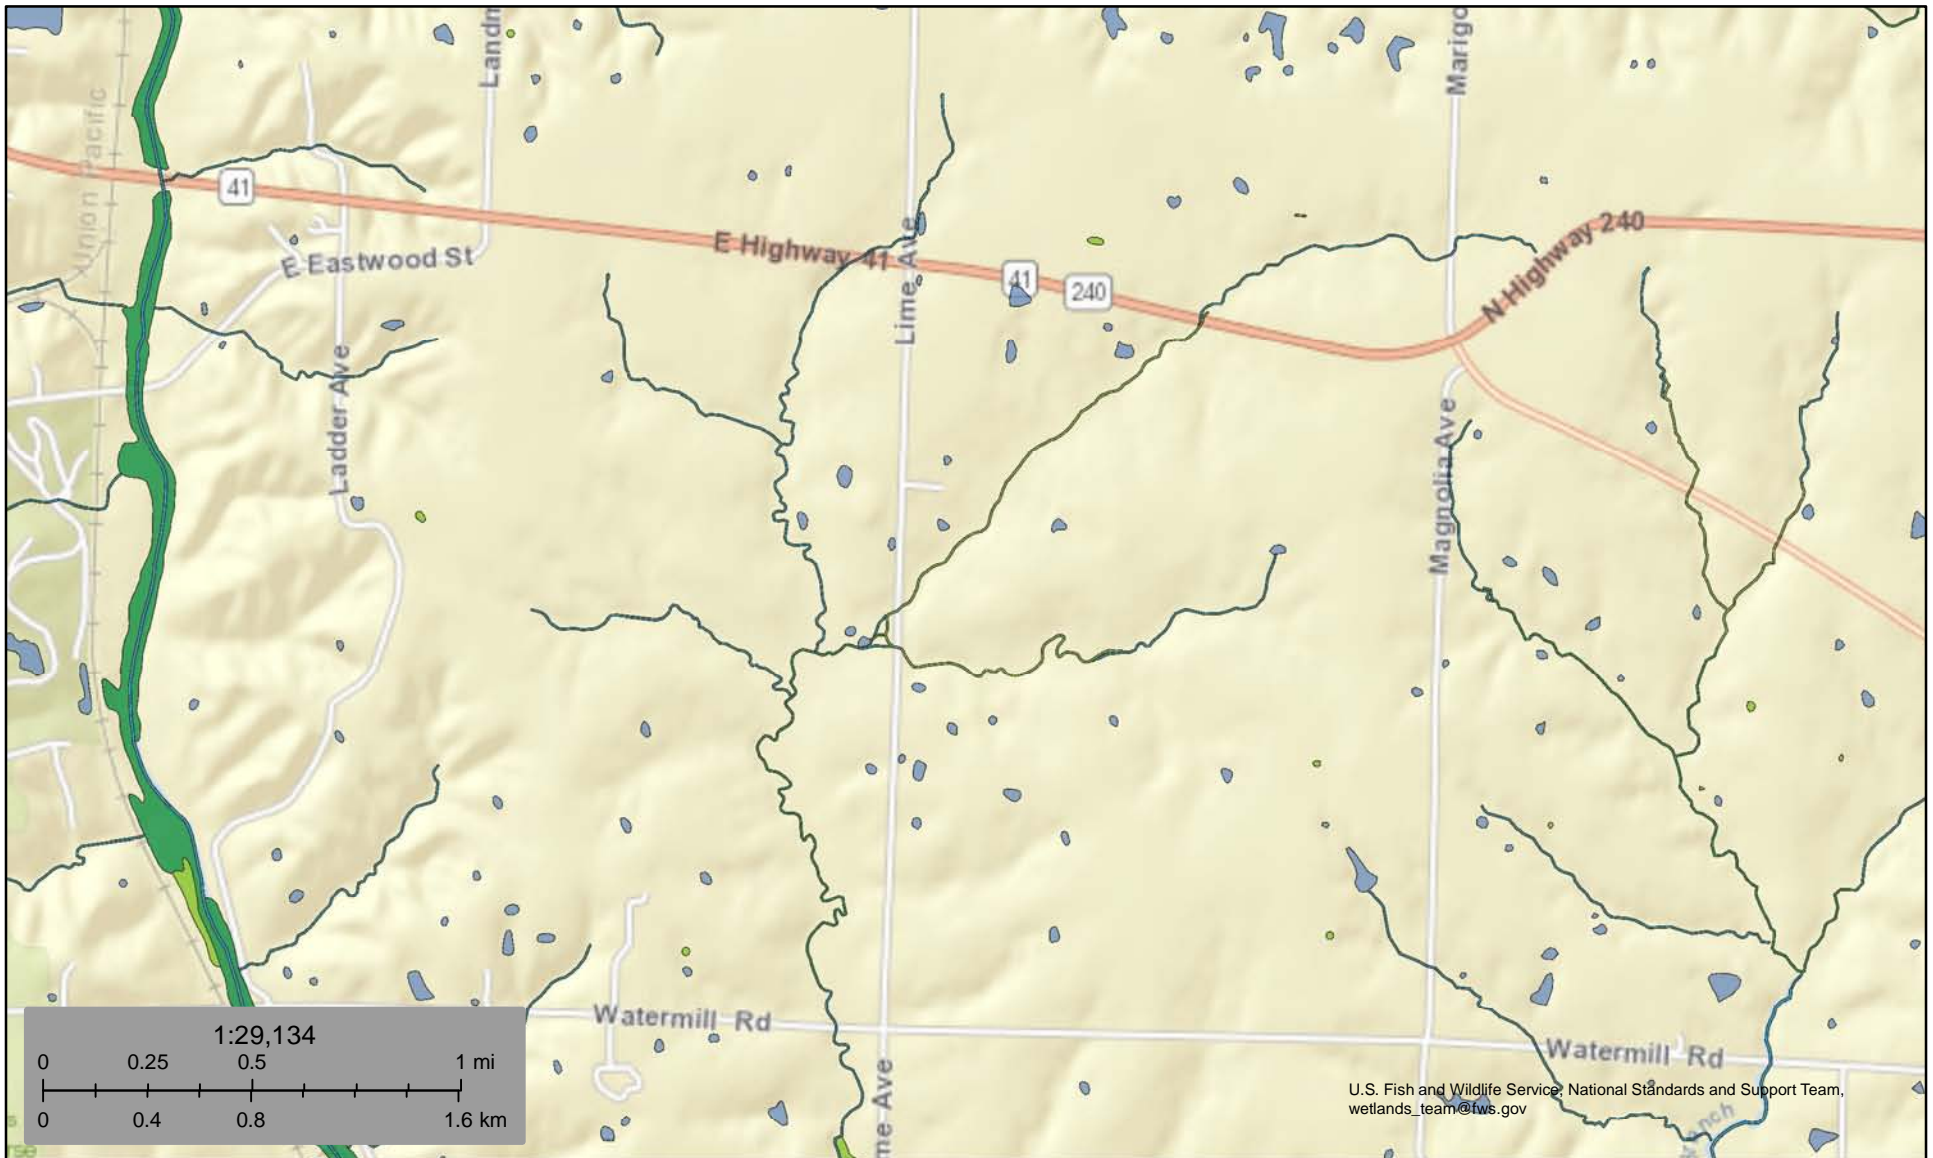 Landm
Marigo
Union Pacific
41
E Eastwood St
E Highway 41
Lime Ave
41
240
N Highway 240
Ladder Ave
Magnolia Ave
Watermill Rd
Watermill Rd
me Ave
1:29,134
0 0.25 0.5 1 mi
0 0.4 0.8 1.6 km
U.S. Fish and Wildlife Service, National Standards and Support Team,
wetlands_team@fws.gov